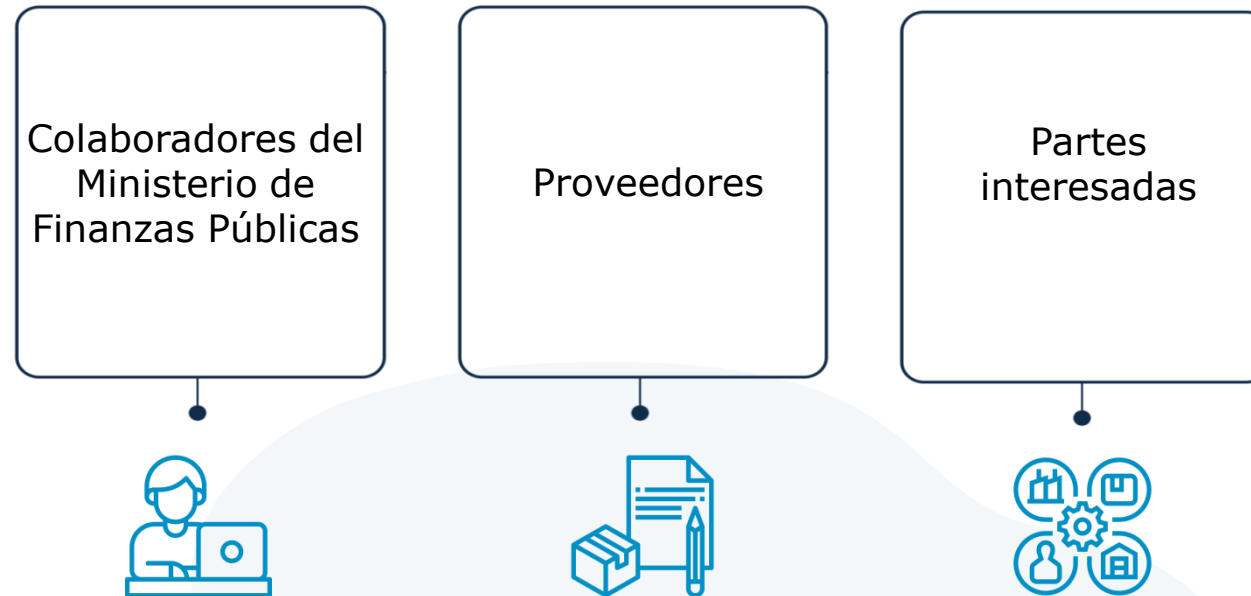 Colaboradores del
Ministerio de
Finanzas Públicas
Proveedores
Partes
interesadas